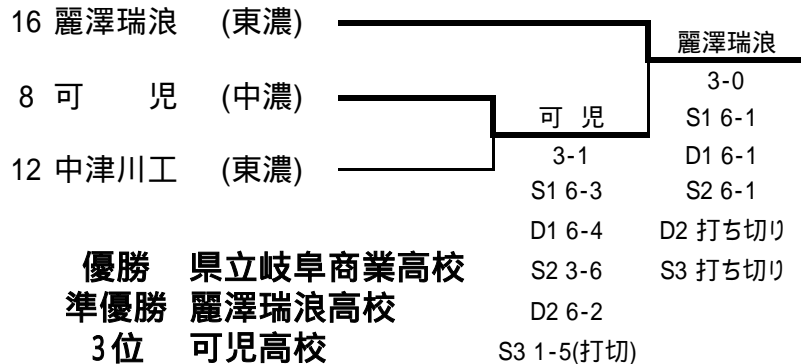 16 麗澤瑞浪 (東濃)
麗澤瑞浪
3-0
8 可 児 (中濃)
可 児
S1 6-1
3-1
D1 6-1
12 中津川工 (東濃)
S1 6-3
S2 6-1
D1 6-4
D2 打ち切り
優勝 県立岐阜商業高校
S2 3-6
S3 打ち切り
準優勝 麗澤瑞浪高校
D2 6-2
3位 可児高校
S3 1-5(打切)